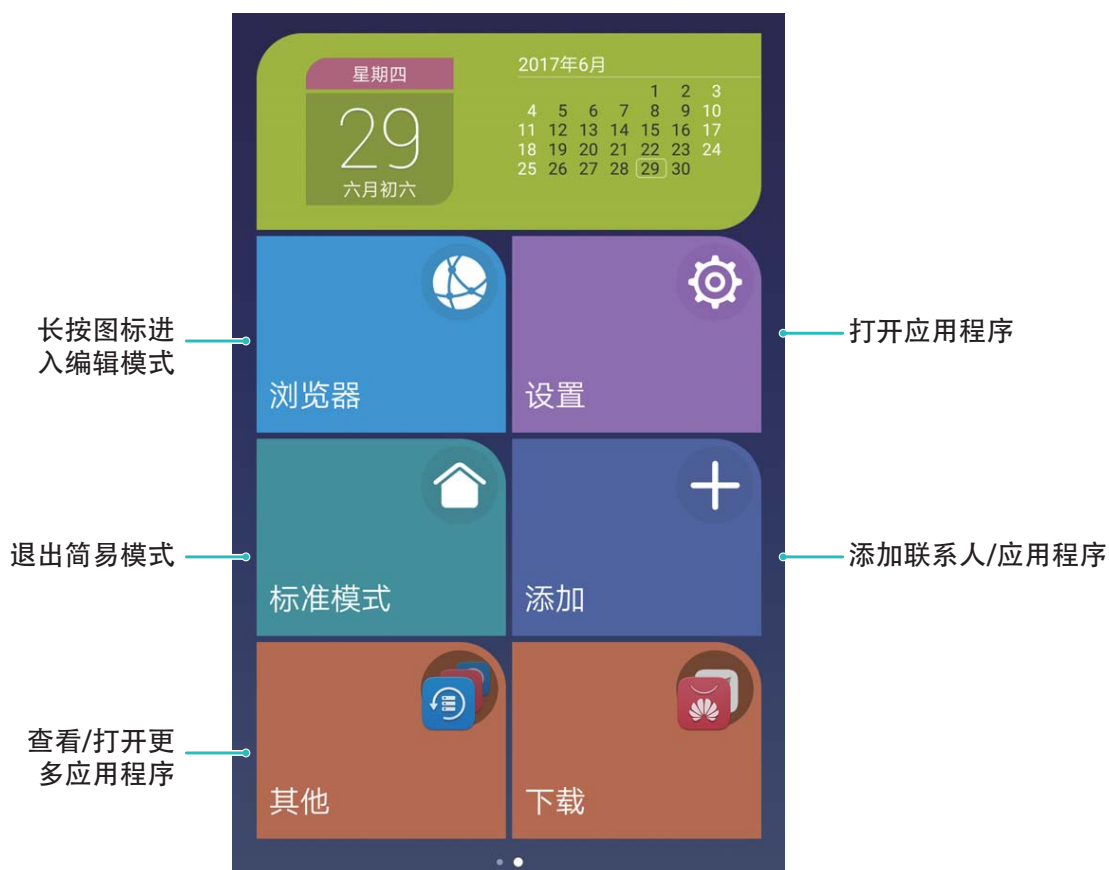 星期四
29
六月初六
2017年6月
1 2 3
4 5 6 7 8 9 10
11 12 13 14 15 16 17
18 19 20 21 22 23 24
25 26 27 28 29 30
长按图标进
入编辑模式
浏览器
设置
打开应用程序
退出简易模式
标准模式
添加
添加联系人/应用程序
查看/打开更
多应用程序
其他
下载